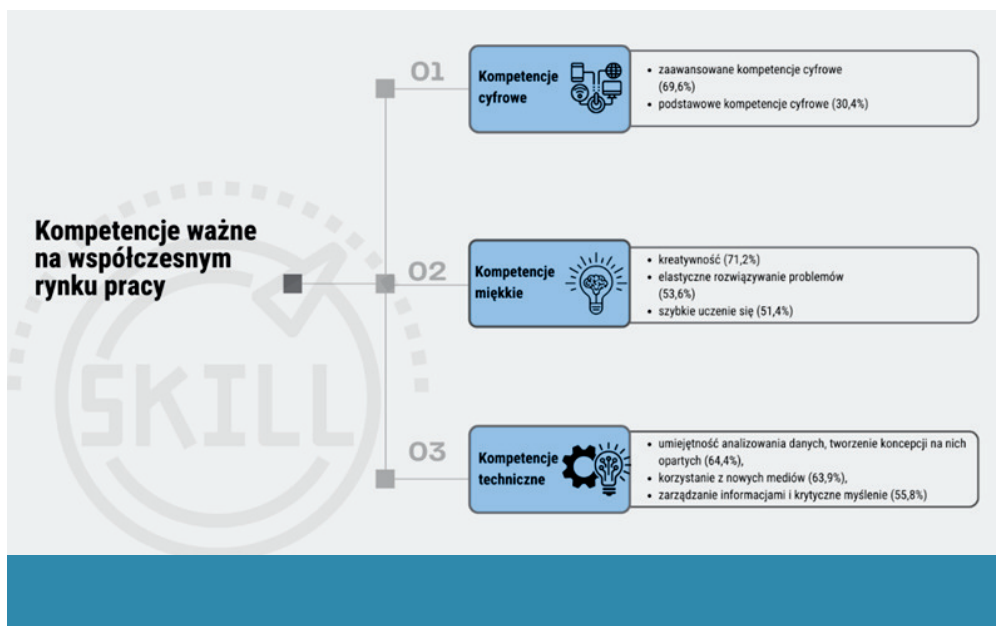 Kompetencje ważne
na współczesnym
rynku pracy
SKILL
01
Kompetencje
cyfrowe
• zaawansowane kompetencje cyfrowe
(69,6%)
• podstawowe kompetencje cyfrowe (30,4%)
02
Kompetencje
miękkie
• kreatywność (71,2%)
• elastyczne rozwiązywanie problemów
(53,6%)
• szybkie uczenie się (51,4%)
03
Kompetencje
techniczne
• umiejętność analizowania danych, tworzenie koncepcji na nich
opartych (64,4%),
• korzystanie z nowych mediów (63,9%),
• zarządzanie informacjami i krytyczne myślenie (55,8%)